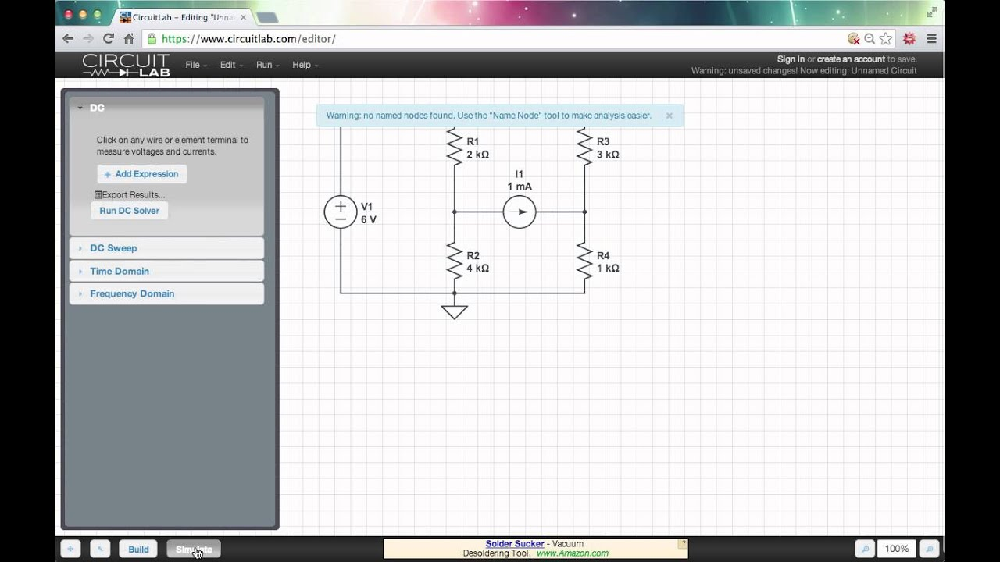 CircuitLab – Editing "Unna
https://www.circuitlab.com/editor/
CIRCUIT
LAB
File
Edit
Run
Help
Sign in or create an account to save.
Warning: unsaved changes! Now editing: Unnamed Circuit
DC
Click on any wire or element terminal to
measure voltages and currents.
+ Add Expression
Export Results...
Run DC Solver
DC Sweep
Time Domain
Frequency Domain
Warning: no named nodes found. Use the "Name Node" tool to make analysis easier. ×
R1
2 kΩ
R3
3 kΩ
I1
1 mA
V1
6 V
R2
4 kΩ
R4
1 kΩ
Build
Simulate
Solder Sucker - Vacuum
Desoldering Tool. www.Amazon.com
?
100%